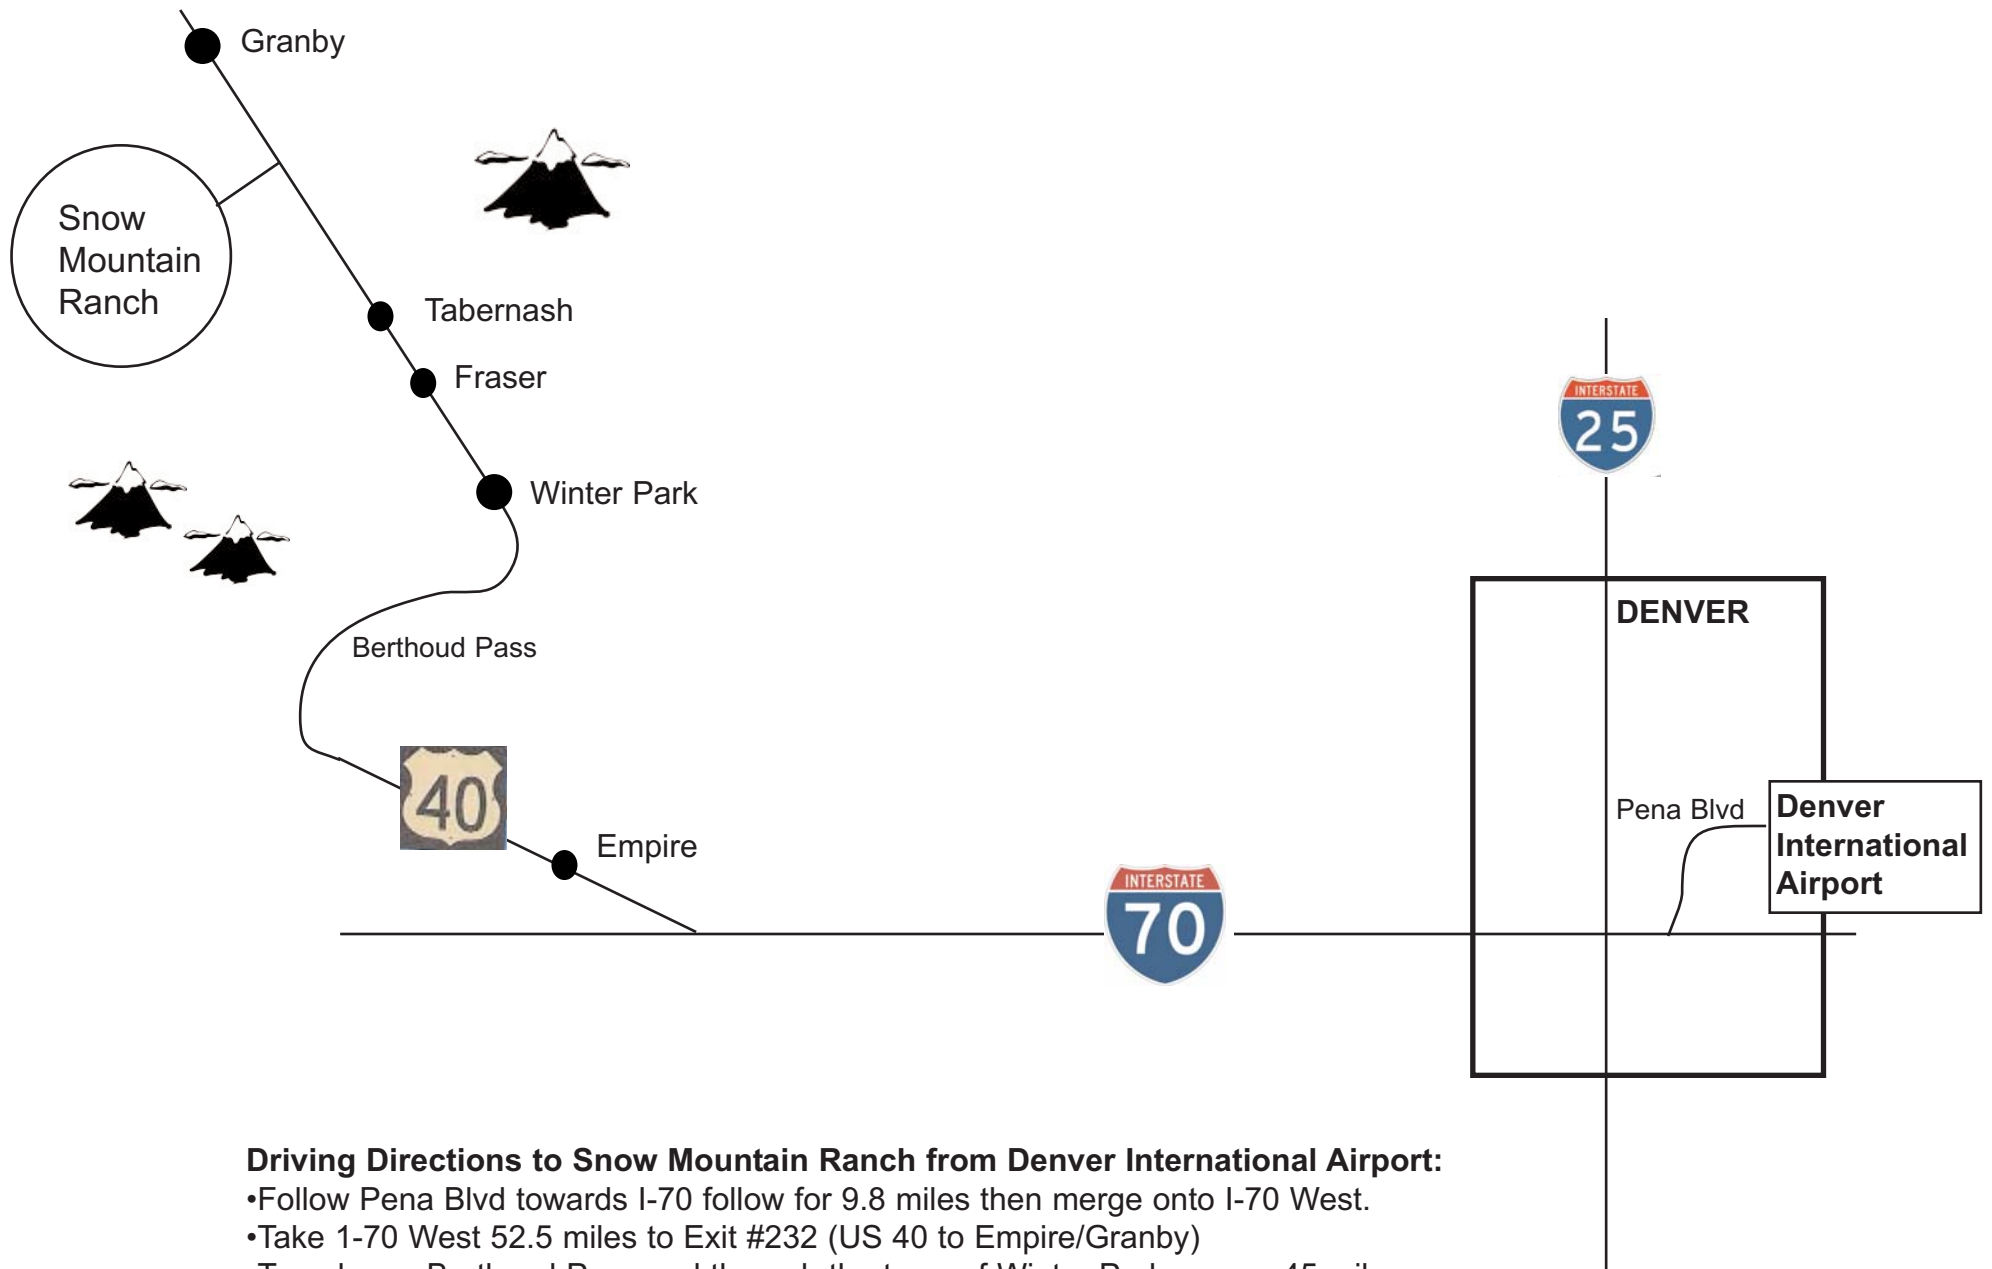 Granby
Snow
Mountain
Ranch
Tabernash
Fraser
INTERSTATE
25
Winter Park
DENVER
Berthoud Pass
40
Pena Blvd
Denver
International
Airport
Empire
INTERSTATE
70
Driving Directions to Snow Mountain Ranch from Denver International Airport:
•Follow Pena Blvd towards I-70 follow for 9.8 miles then merge onto I-70 West.
•Take 1-70 West 52.5 miles to Exit #232 (US 40 to Empire/Granby)